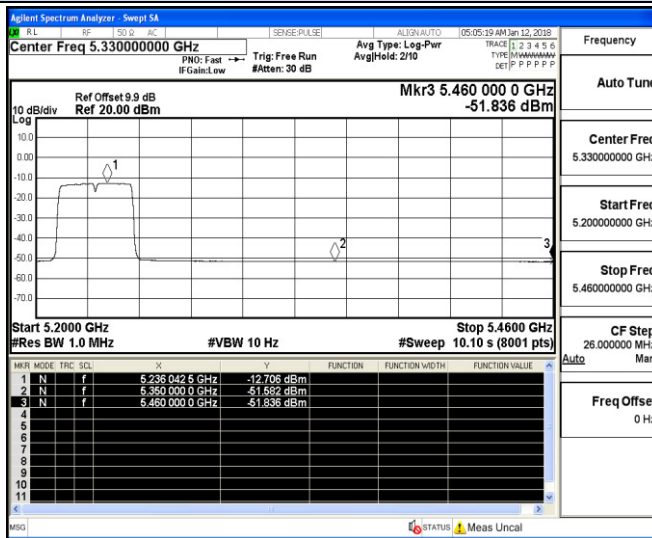 Agilent Spectrum Analyzer - Swept SA
RL RF 50 Ω AC SENSE:PULSE ALIGN AUTO 05:05:19 AM Jan 12, 2018
Center Freq 5.330000000 GHz
PNO: Fast
IFGain:Low
Trig: Free Run
#Atten: 30 dB
Avg Type: Log-Pwr
Avg|Hold: 2/10
TRACE 1 2 3 4 5 6
TYPE MWWWWW
DET P P P P P P
Ref Offset 9.9 dB
Ref 20.00 dBm
10 dB/div
Log
Mkr3 5.460 000 0 GHz
-51.836 dBm
10.0
0.00
-10.0
-20.0
-30.0
-40.0
-50.0
-60.0
-70.0
1
2
3
Start 5.2000 GHz
Stop 5.4600 GHz
#Res BW 1.0 MHz
#VBW 10 Hz
#Sweep 10.10 s (8001 pts)
MKR MODE TRC SCL X Y FUNCTION FUNCTION WIDTH FUNCTION VALUE
1 N f 5.236 042 5 GHz -12.706 dBm
2 N f 5.350 000 0 GHz -51.582 dBm
3 N f 5.460 000 0 GHz -51.836 dBm
4
5
6
7
8
9
10
11
MSG
STATUS
Meas Uncal
Frequency
Auto Tune
Center Freq
5.330000000 GHz
Start Freq
5.200000000 GHz
Stop Freq
5.460000000 GHz
CF Step
26.000000 MHz
Auto Man
Freq Offset
0 Hz